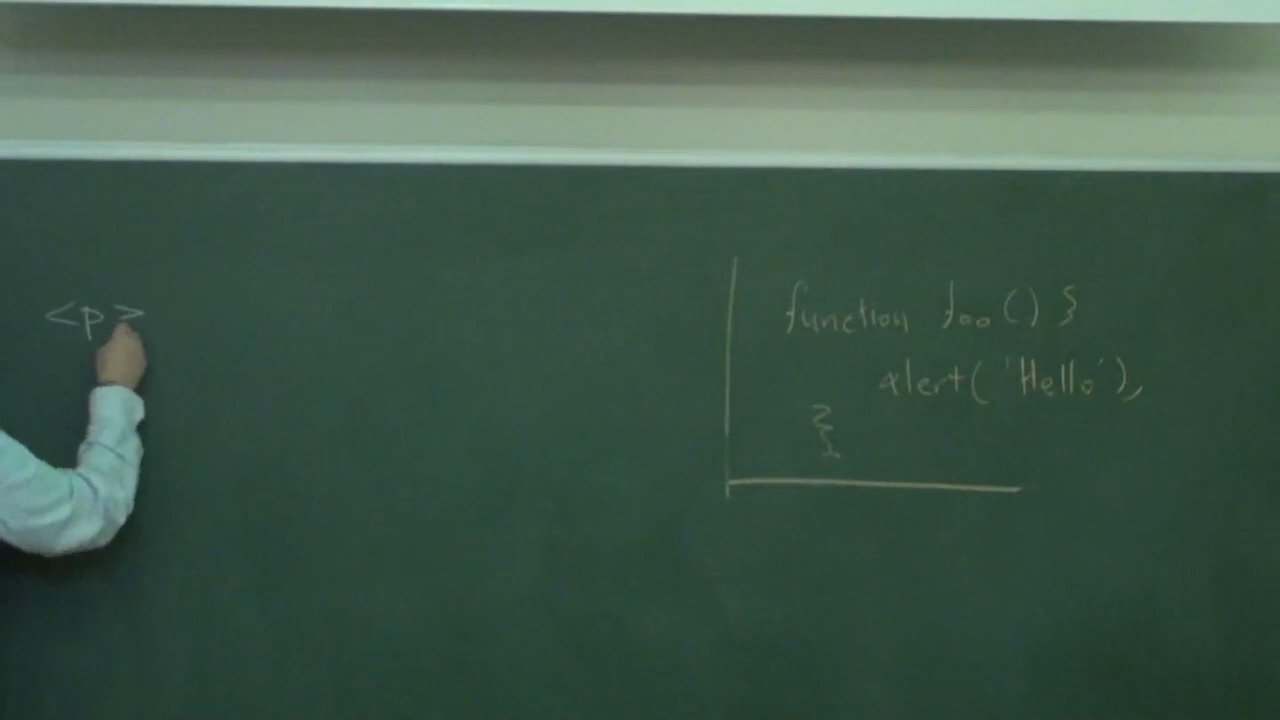 <p>
function foo() {
alert('Hello');
}